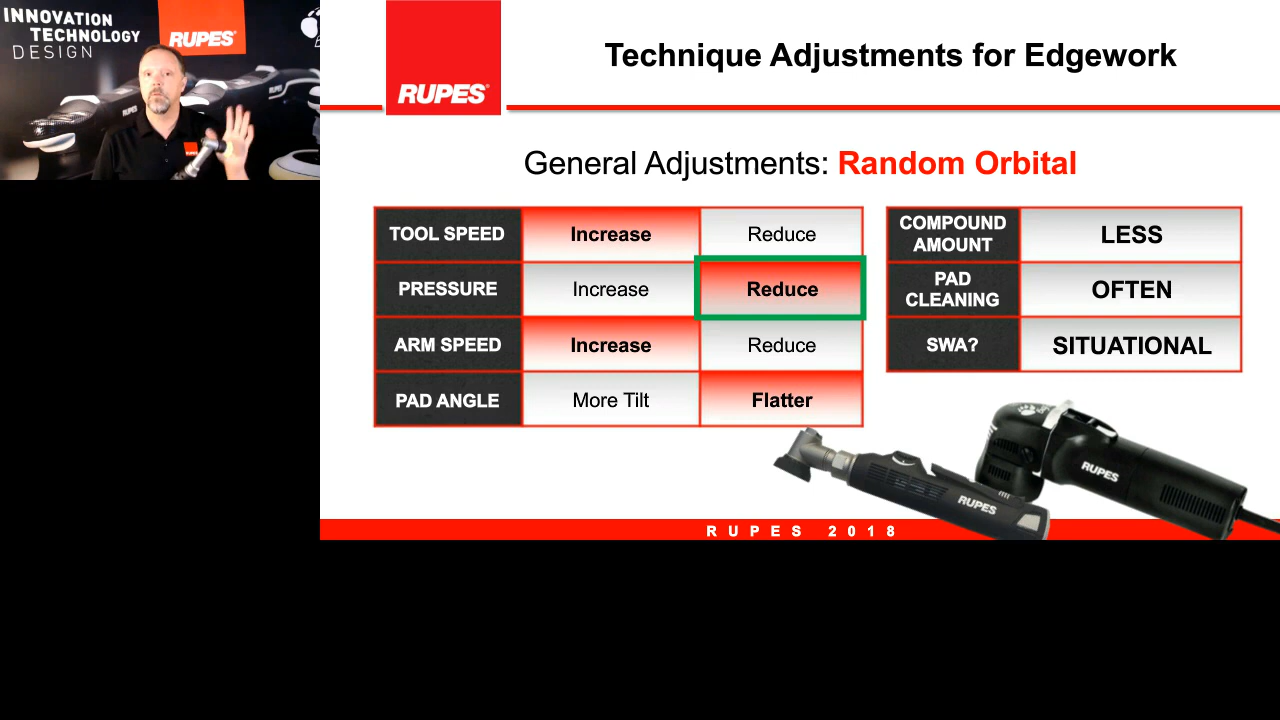 INNOVATION
TECHNOLOGY
DESIGN
RUPES
RUPES
Technique Adjustments for Edgework
General Adjustments: Random Orbital
TOOL SPEED Increase Reduce
PRESSURE Increase Reduce
ARM SPEED Increase Reduce
PAD ANGLE More Tilt Flatter
COMPOUND
AMOUNT
LESS
PAD
CLEANING
OFTEN
SWA? SITUATIONAL
RUPES
RUPES
RUPES
RUPES
RUPES 2018